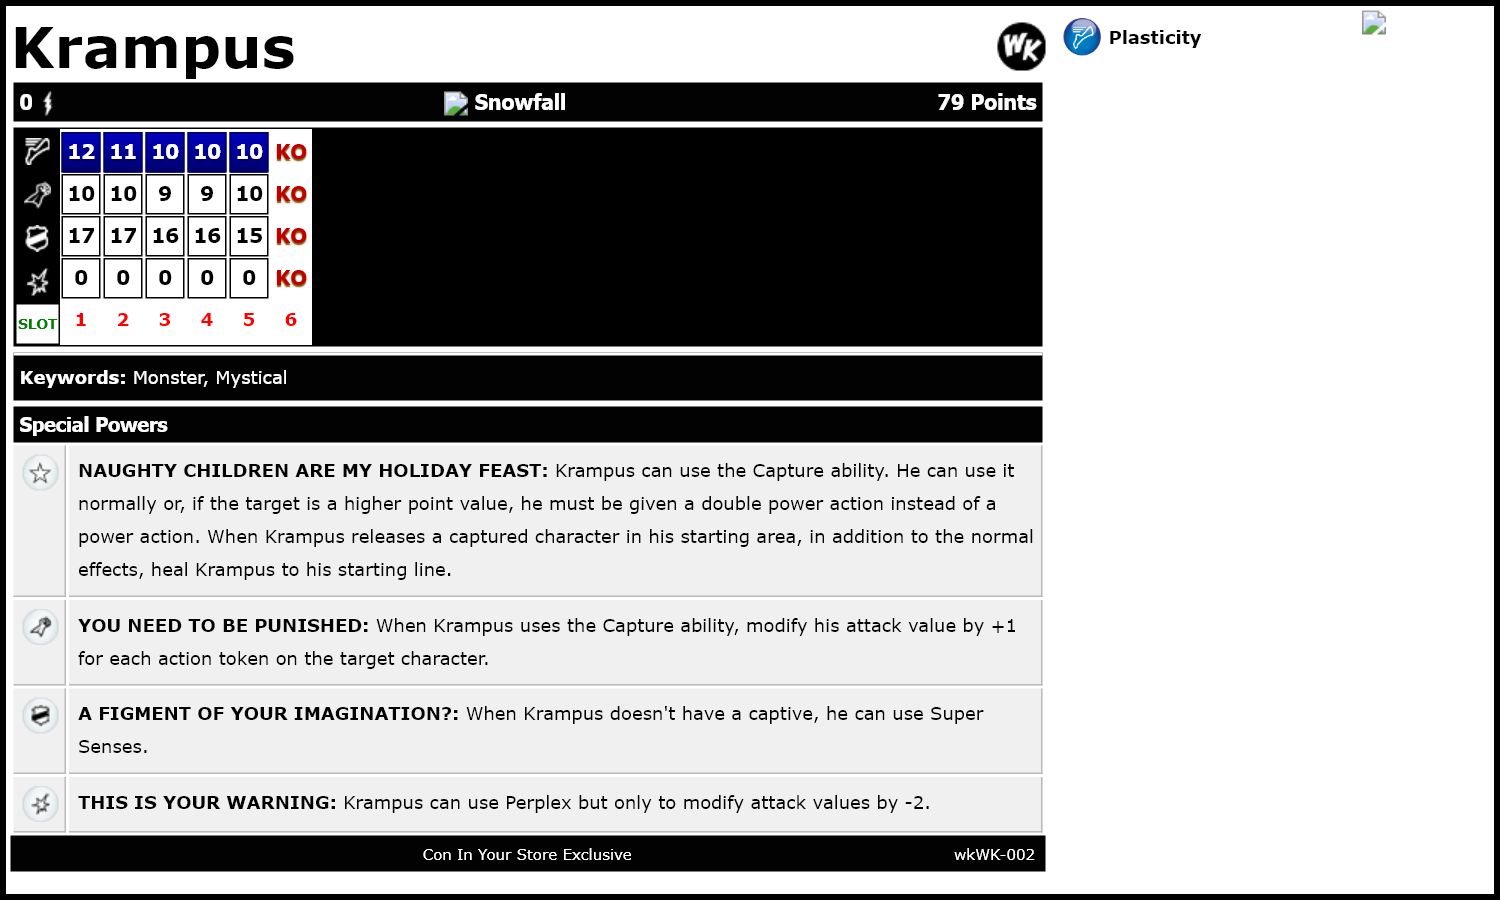 Krampus
WK
Plasticity
0 Snowfall 79 Points
12 11 10 10 10 KO
10 10 9 9 10 KO
17 17 16 16 15 KO
0 0 0 0 0 KO
SLOT 1 2 3 4 5 6
Keywords: Monster, Mystical
Special Powers
NAUGHTY CHILDREN ARE MY HOLIDAY FEAST: Krampus can use the Capture ability. He can use it
normally or, if the target is a higher point value, he must be given a double power action instead of a
power action. When Krampus releases a captured character in his starting area, in addition to the normal
effects, heal Krampus to his starting line.
YOU NEED TO BE PUNISHED: When Krampus uses the Capture ability, modify his attack value by +1
for each action token on the target character.
A FIGMENT OF YOUR IMAGINATION?: When Krampus doesn't have a captive, he can use Super
Senses.
THIS IS YOUR WARNING: Krampus can use Perplex but only to modify attack values by -2.
Con In Your Store Exclusive wkWK-002